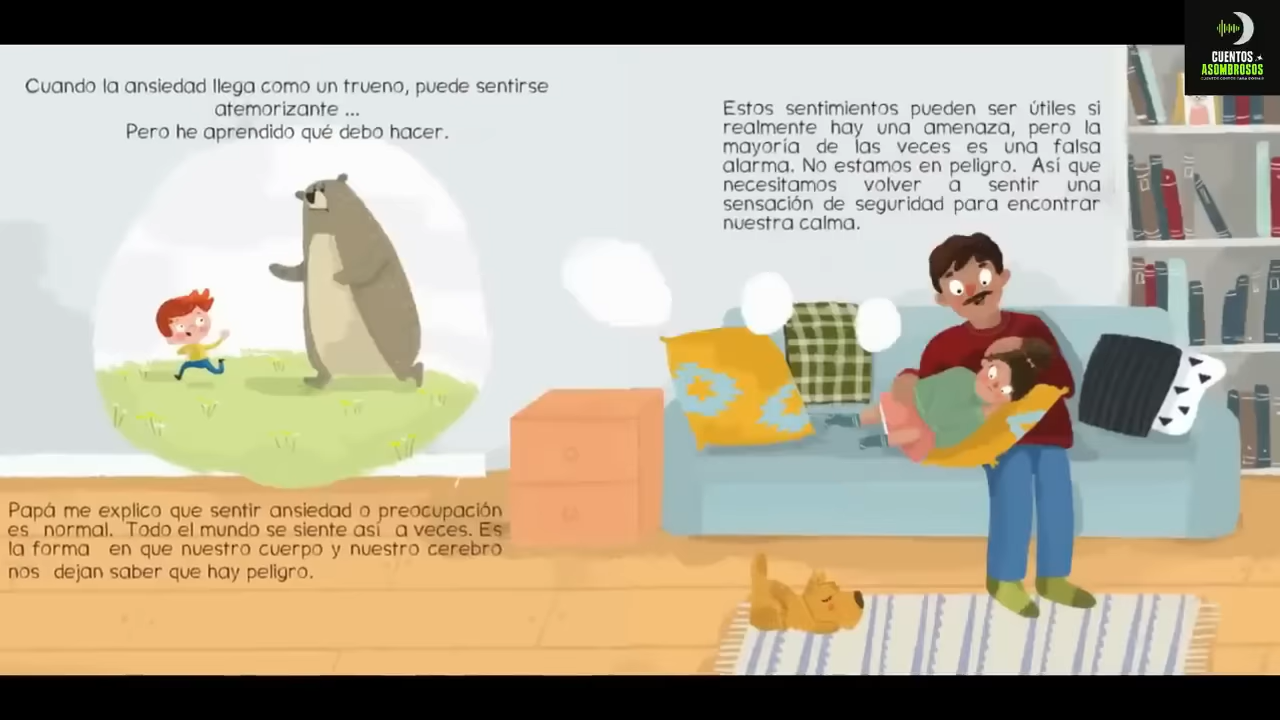 Cuando la ansiedad llega como un trueno, puede sentirse
atemorizante ...
Pero he aprendido qué debo hacer.
Papá me explico que sentir ansiedad o preocupación
es normal. Todo el mundo se siente así a veces. Es
la forma en que nuestro cuerpo y nuestro cerebro
nos dejan saber que hay peligro.
Estos sentimientos pueden ser útiles si
realmente hay una amenaza, pero la
mayoría de las veces es una falsa
alarma. No estamos en peligro. Así que
necesitamos volver a sentir una
sensación de seguridad para encontrar
nuestra calma.
CUENTOS
ASOMBROSOS